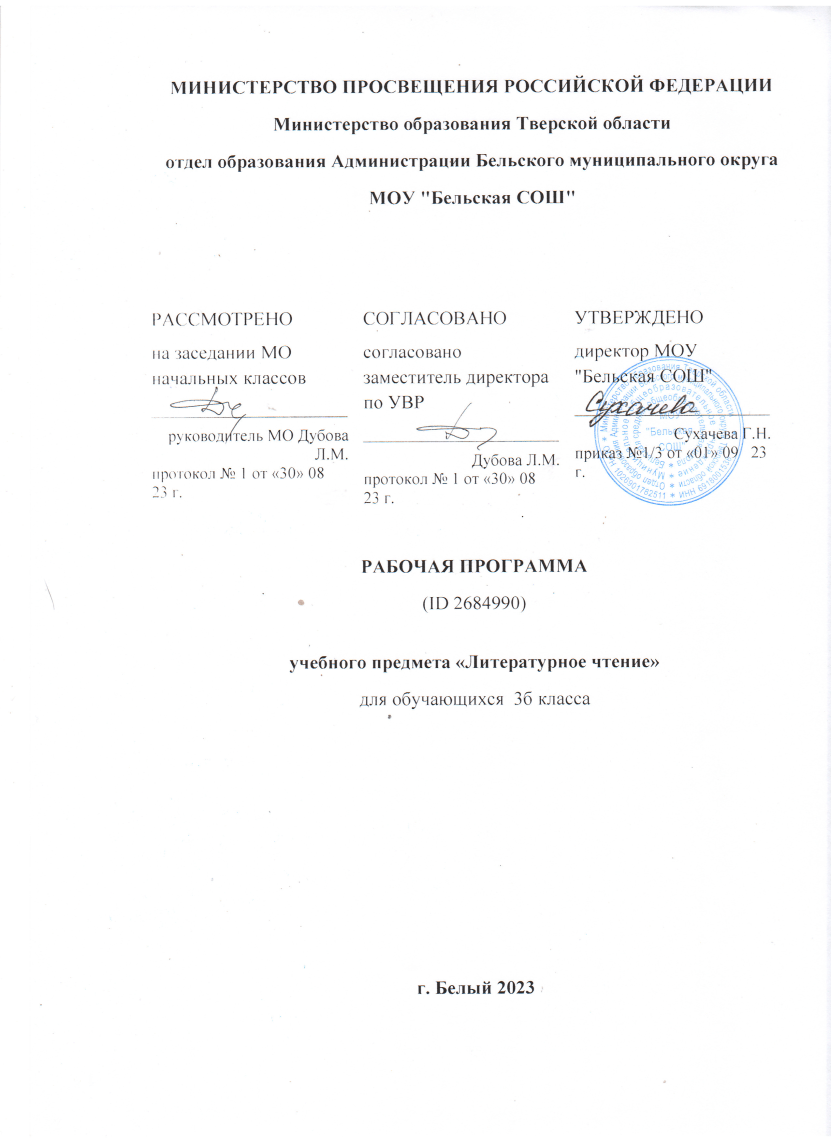 МИНИСТЕРСТВО ПРОСВЕЩЕНИЯ РОССИЙСКОЙ ФЕДЕРАЦИИ
Министерство образования Тверской области
отдел образования Администрации Бельского муниципального округа
МОУ "Бельская СОШ"
РАССМОТРЕНО
на заседании МО
начальных классов
руководитель МО Дубова
Л.М.
протокол № 1 от «30» 08
23 г.
СОГЛАСОВАНО
согласовано
заместитель директора
по УВР
Дубова Л.М.
протокол № 1 от «30» 08
23 г.
УТВЕРЖДЕНО
директор МОУ
"Бельская СОШ"
Сухачева
Сухачева Г.Н.
приказ №1/3 от «01» 09 23
г.
РАБОЧАЯ ПРОГРАММА
(ID 2684990)
учебного предмета «Литературное чтение»
для обучающихся 3б класса
г. Белый 2023